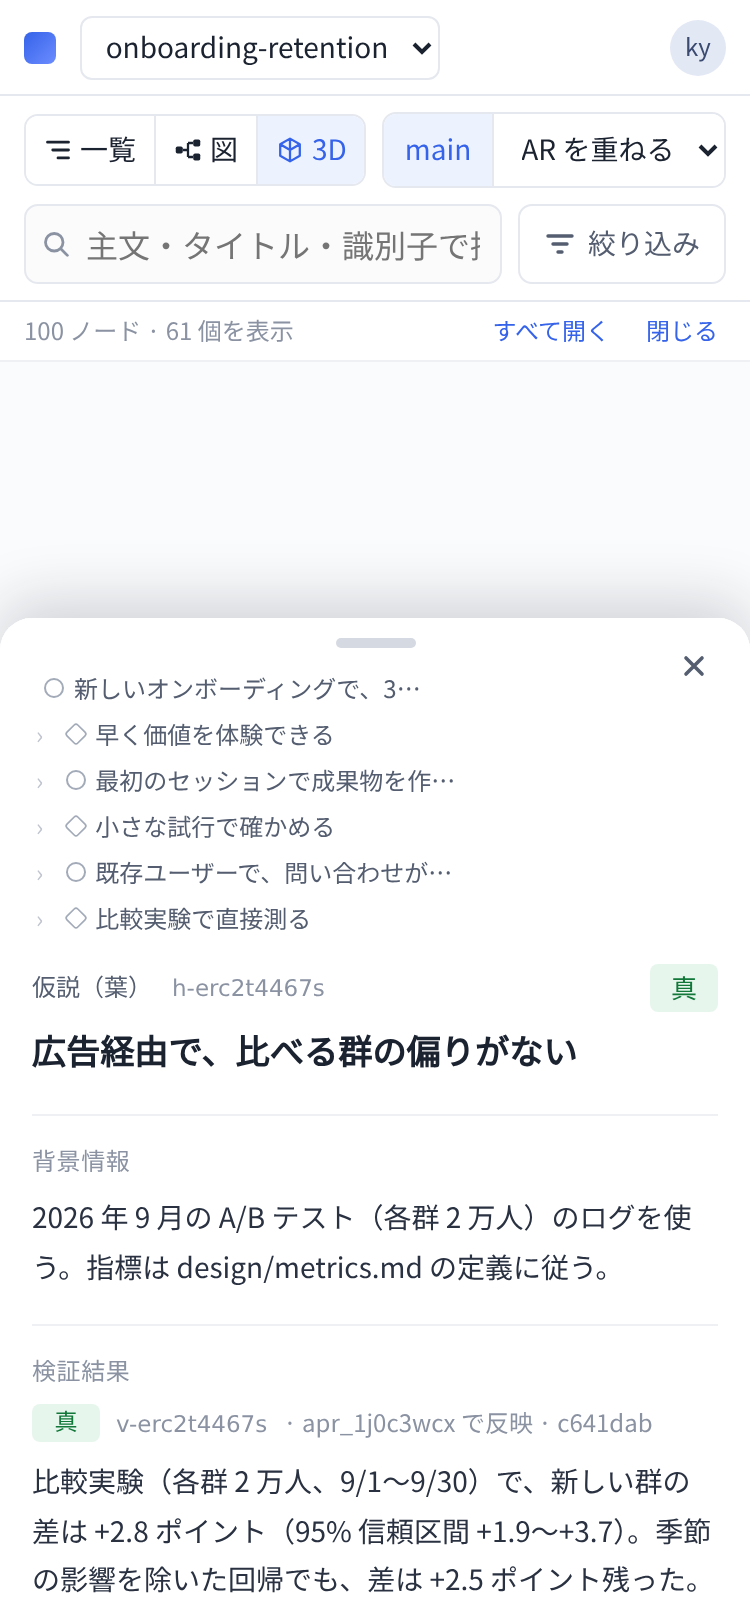 onboarding-retention
ky
一覧
図
3D
main
AR を重ねる
主文・タイトル・識別子で
絞り込み
100 ノード · 61 個を表示
すべて開く
閉じる
新しいオンボーディングで、3…
› 早く価値を体験できる
› 最初のセッションで成果物を作…
› 小さな試行で確かめる
› 既存ユーザーで、問い合わせが…
› 比較実験で直接測る
仮説（葉） h-erc2t4467s
真
広告経由で、比べる群の偏りがない
背景情報
2026 年 9 月の A/B テスト（各群 2 万人）のログを使
う。指標は design/metrics.md の定義に従う。
検証結果
真 v-erc2t4467s · apr_1j0c3wcx で反映 · c641dab
比較実験（各群 2 万人、9/1〜9/30）で、新しい群の
差は +2.8 ポイント（95% 信頼区間 +1.9〜+3.7）。季節
の影響を除いた回帰でも、差は +2.5 ポイント残った。